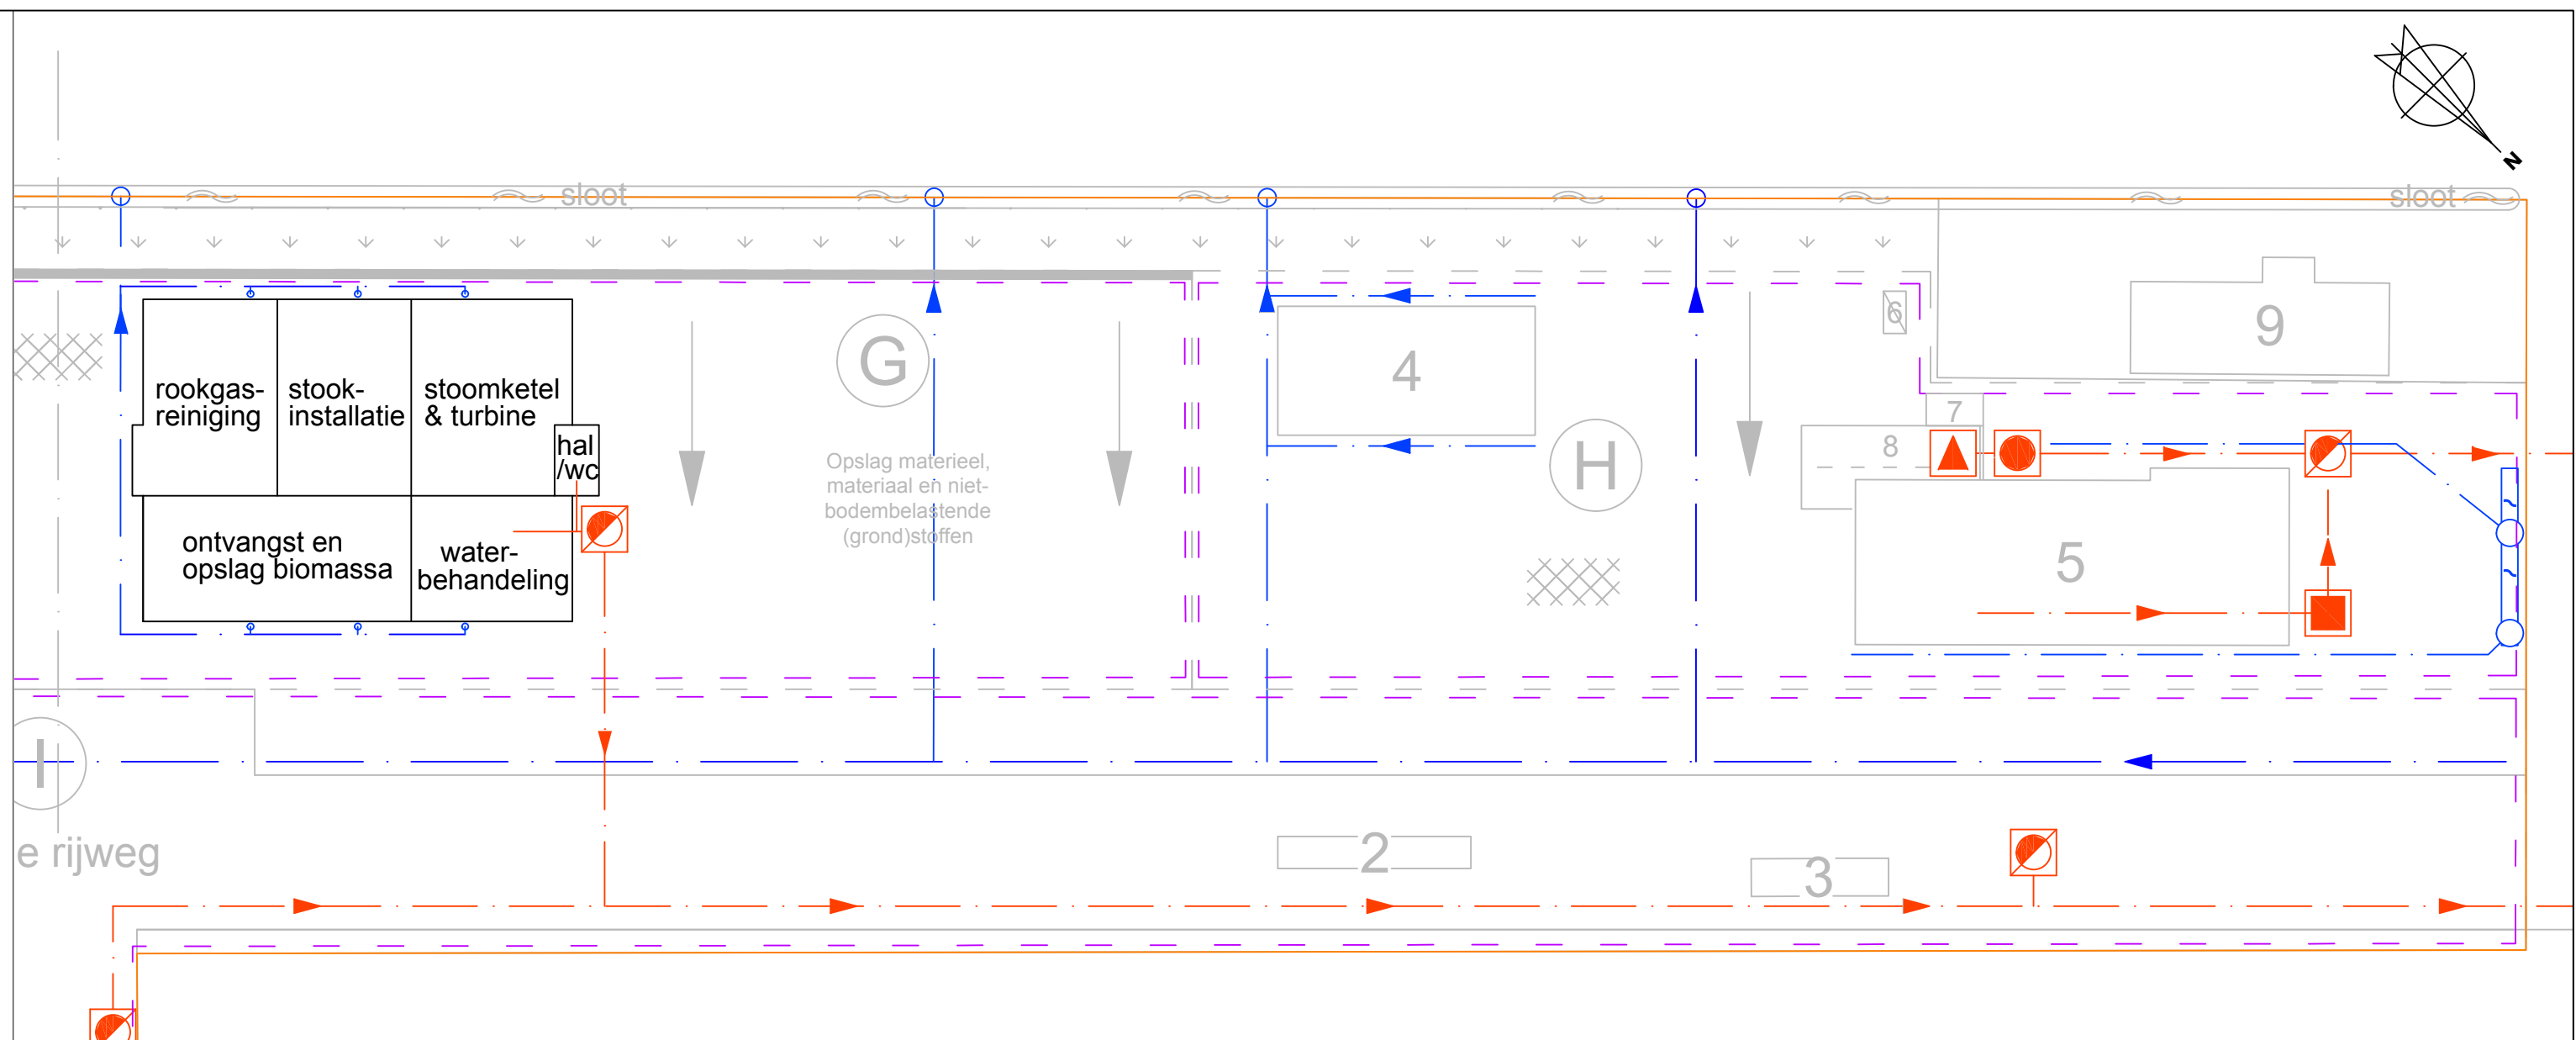 N
sloot
sloot
rookgas-
reiniging
stook-
installatie
stoomketel
& turbine
hal
/wc
ontvangst en
opslag biomassa
water-
behandeling
G
Opslag materieel,
materiaal en niet-
bodembelastende
(grond)stoffen
4
H
6
7
8
9
5
I
e rijweg
2
3